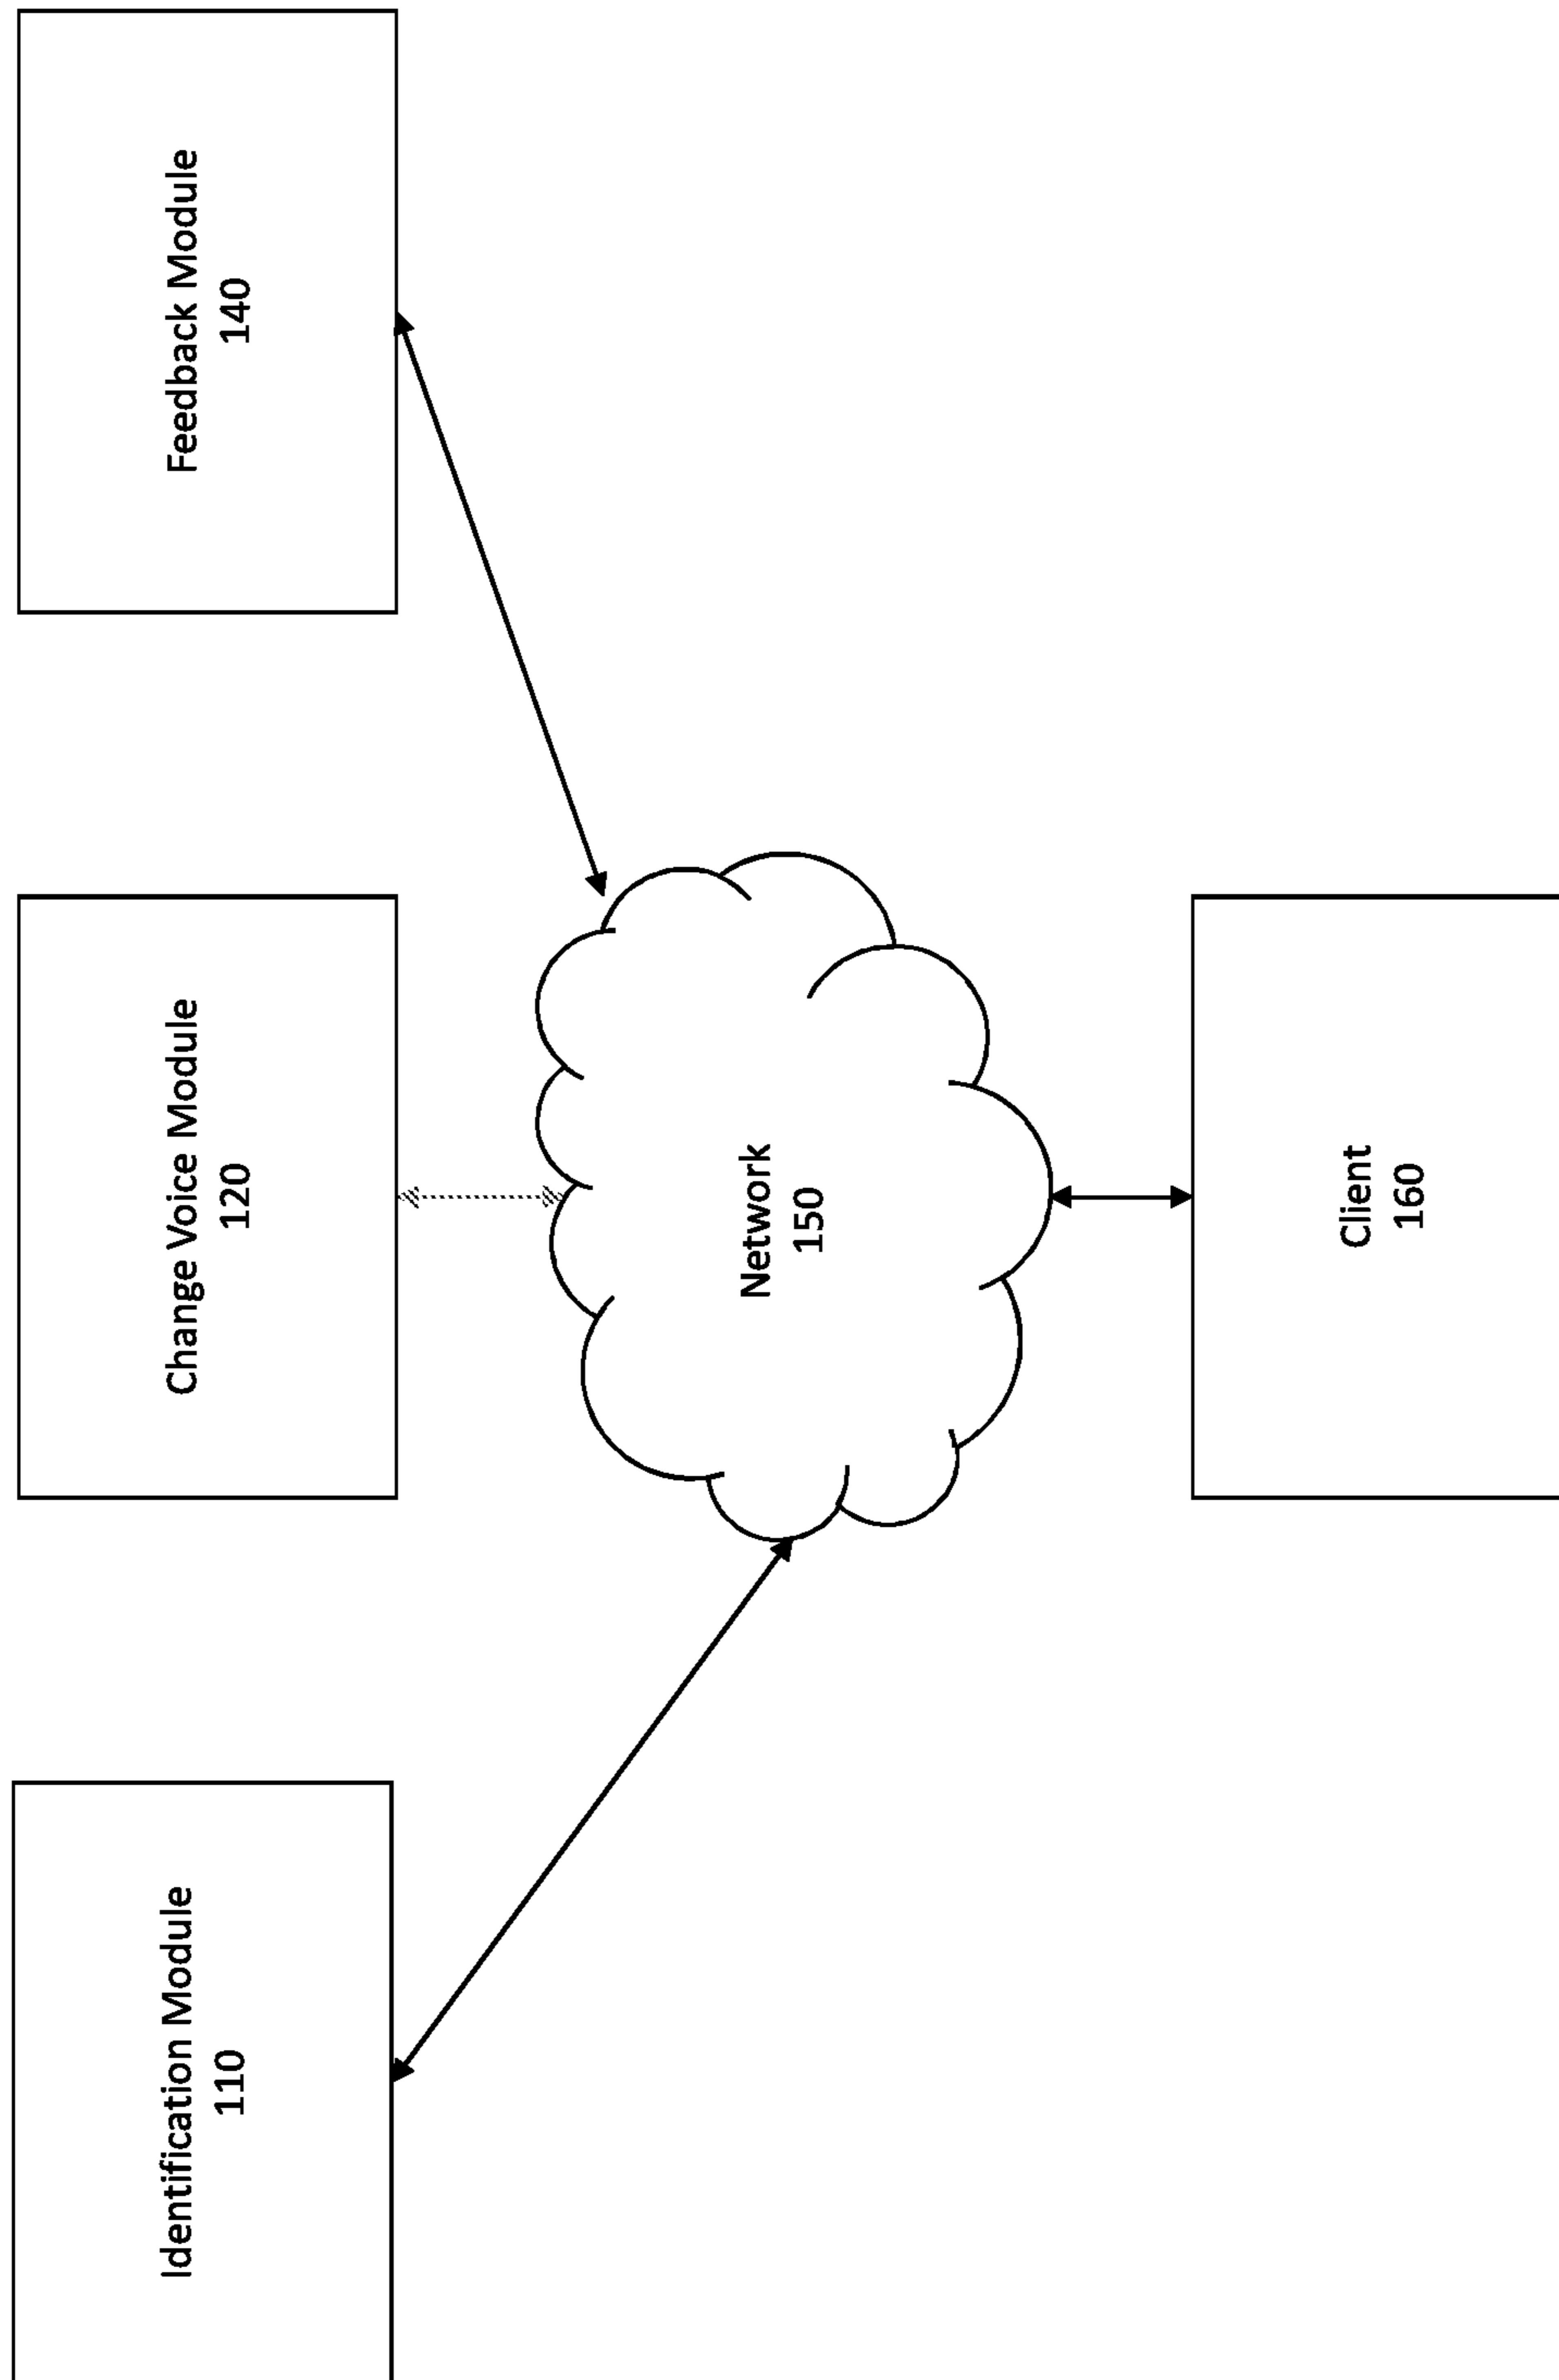 Identification Module
110
Change Voice Module
120
Feedback Module
140
Network
150
Client
160